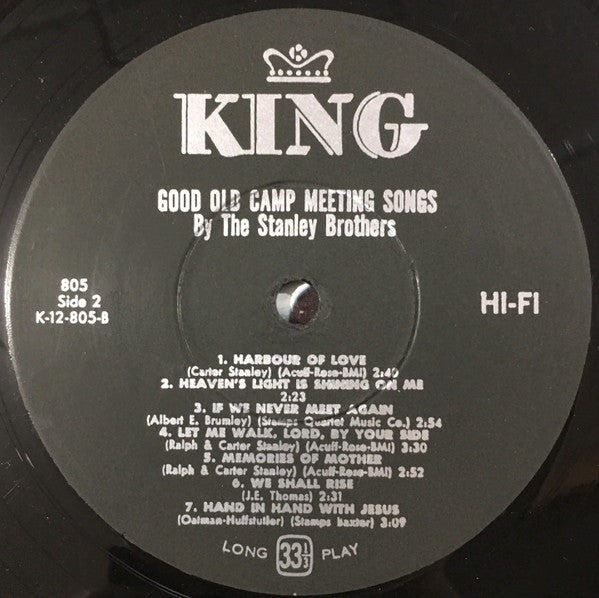 K
KING
GOOD OLD CAMP MEETING SONGS
By The Stanley Brothers
805
Side 2
K-12-805-B
HI-FI
1. HARBOUR OF LOVE
(Carter Stanley) (Acuff-Rose-BMI) 2:40
2. HEAVEN'S LIGHT IS SHINING ON ME
2:23
3. IF WE NEVER MEET AGAIN
(Albert E. Brumley) (Stamps Quartet Music Co.) 2:54
4. LET ME WALK, LORD, BY YOUR SIDE
(Ralph & Carter Stanley) (Acuff-Rose-BMI) 3:30
5. MEMORIES OF MOTHER
(Ralph & Carter Stanley) (Acuff-Rose-BMI) 2:52
6. WE SHALL RISE
(J.E. Thomas) 2:31
7. HAND IN HAND WITH JESUS
(Oatman-Huffstutler) (Stamps Baxter) 3:09
LONG 33 1/3 PLAY